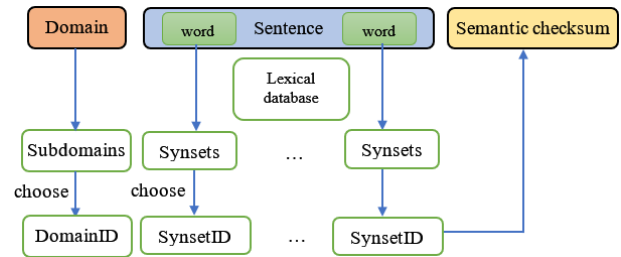 Domain
word
Sentence
word
Semantic checksum
Lexical
database
Subdomains
Synsets
...
Synsets
choose
choose
DomainID
SynsetID
...
SynsetID